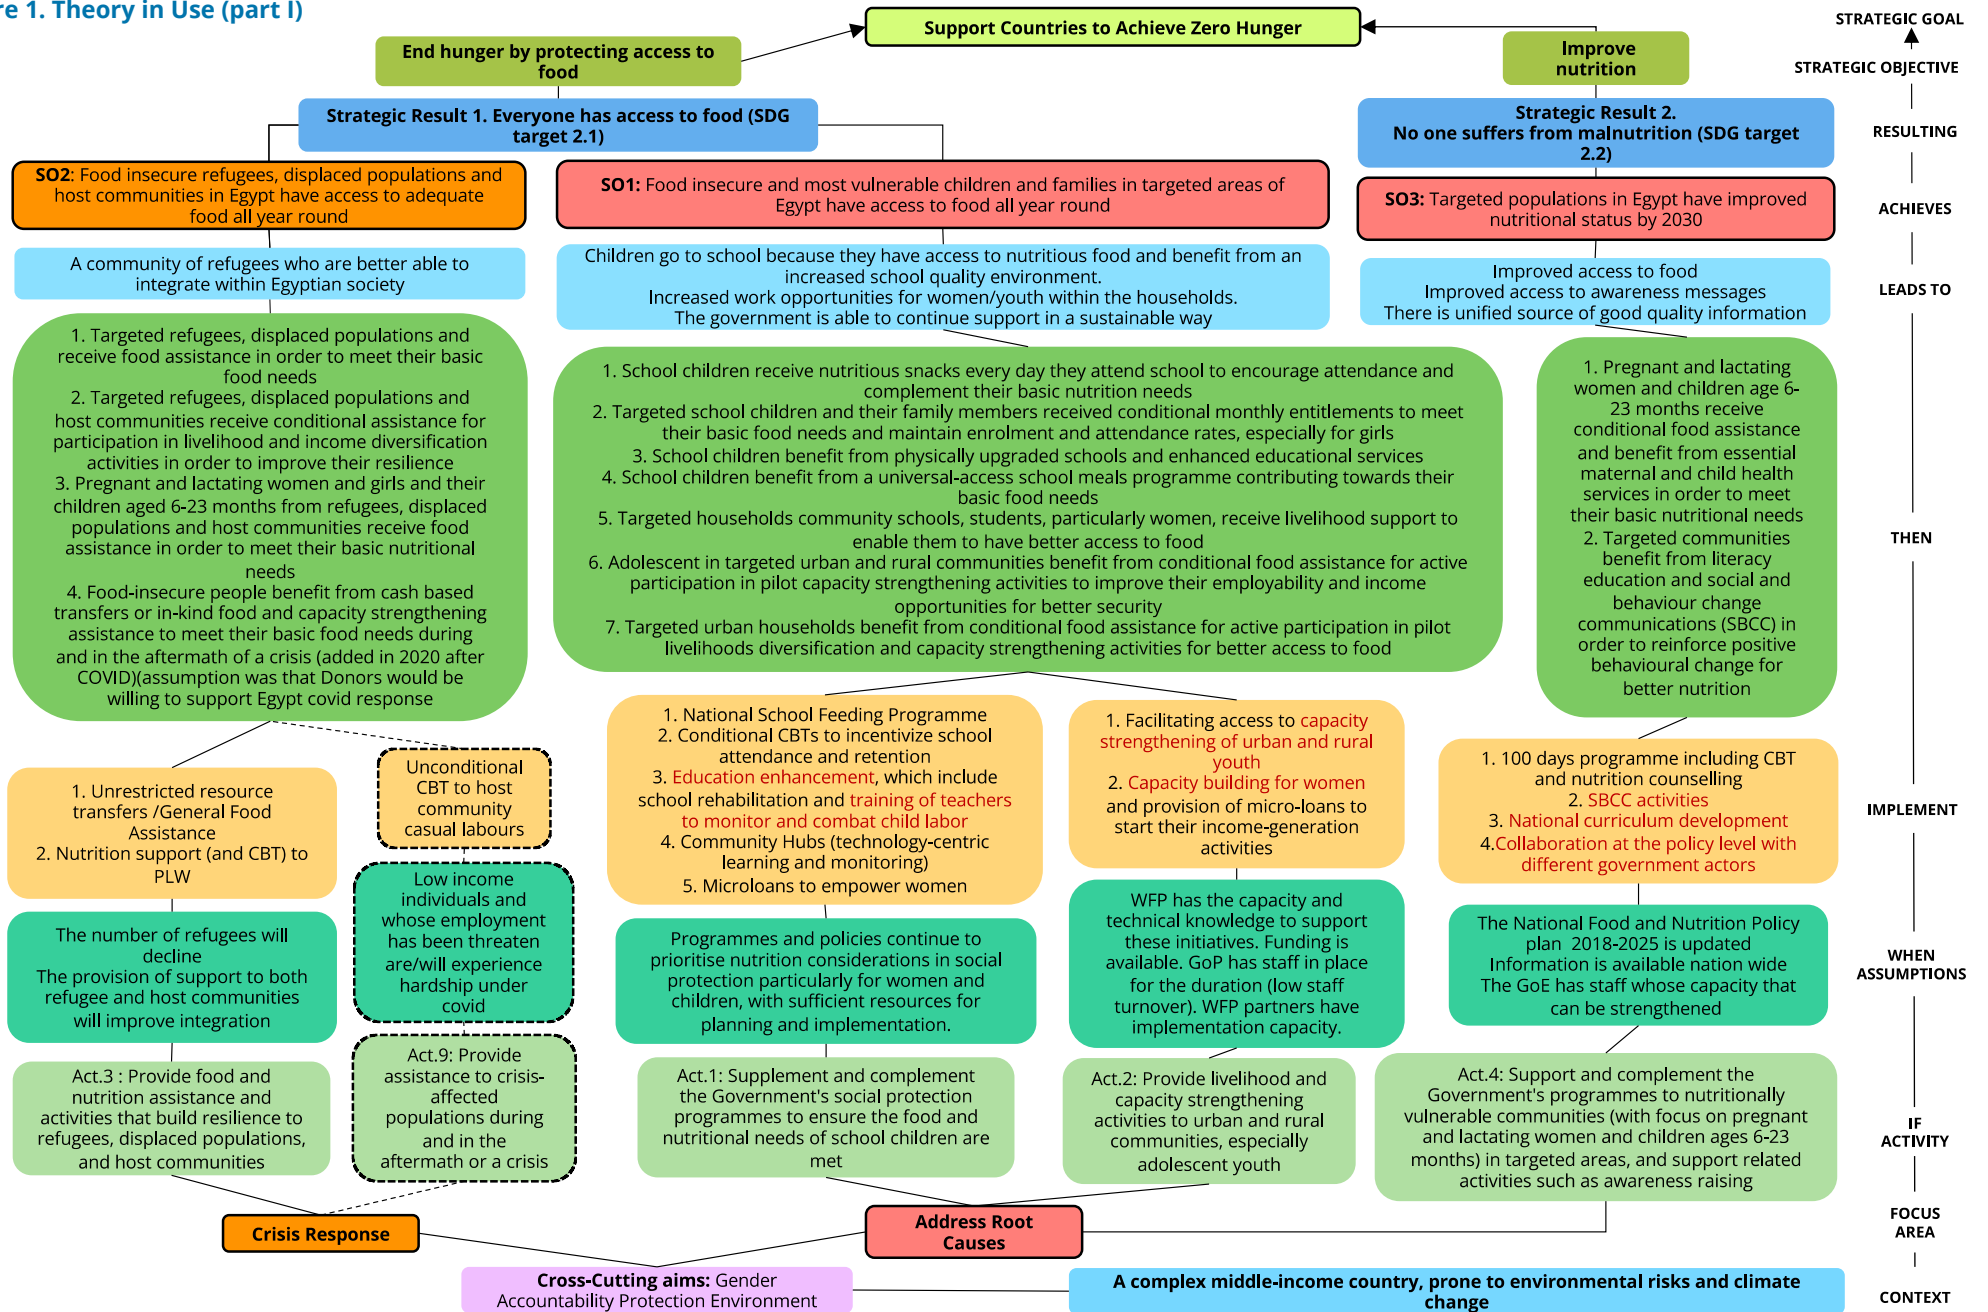 re 1. Theory in Use (part I)
Support Countries to Achieve Zero Hunger
STRATEGIC GOAL
End hunger by protecting access to
food
Improve
nutrition
STRATEGIC OBJECTIVE
Strategic Result 1. Everyone has access to food (SDG
target 2.1)
Strategic Result 2.
No one suffers from malnutrition (SDG target
2.2)
RESULTING
SO2: Food insecure refugees, displaced populations and
host communities in Egypt have access to adequate
food all year round
SO1: Food insecure and most vulnerable children and families in targeted areas of
Egypt have access to food all year round
SO3: Targeted populations in Egypt have improved
nutritional status by 2030
ACHIEVES
A community of refugees who are better able to
integrate within Egyptian society
Children go to school because they have access to nutritious food and benefit from an
increased school quality environment.
Increased work opportunities for women/youth within the households.
The government is able to continue support in a sustainable way
Improved access to food
Improved access to awareness messages
There is unified source of good quality information
LEADS TO
1. Targeted refugees, displaced populations and
receive food assistance in order to meet their basic
food needs
2. Targeted refugees, displaced populations and
host communities receive conditional assistance for
participation in livelihood and income diversification
activities in order to improve their resilience
3. Pregnant and lactating women and girls and their
children aged 6-23 months from refugees, displaced
populations and host communities receive food
assistance in order to meet their basic nutritional
needs
4. Food-insecure people benefit from cash based
transfers or in-kind food and capacity strengthening
assistance to meet their basic food needs during
and in the aftermath of a crisis (added in 2020 after
COVID)(assumption was that Donors would be
willing to support Egypt covid response
1. School children receive nutritious snacks every day they attend school to encourage attendance and
complement their basic nutrition needs
2. Targeted school children and their family members received conditional monthly entitlements to meet
their basic food needs and maintain enrolment and attendance rates, especially for girls
3. School children benefit from physically upgraded schools and enhanced educational services
4. School children benefit from a universal-access school meals programme contributing towards their
basic food needs
5. Targeted households community schools, students, particularly women, receive livelihood support to
enable them to have better access to food
6. Adolescent in targeted urban and rural communities benefit from conditional food assistance for active
participation in pilot capacity strengthening activities to improve their employability and income
opportunities for better security
7. Targeted urban households benefit from conditional food assistance for active participation in pilot
livelihoods diversification and capacity strengthening activities for better access to food
1. Pregnant and lactating
women and children age 6-
23 months receive
conditional food assistance
and benefit from essential
maternal and child health
services in order to meet
their basic nutritional needs
2. Targeted communities
benefit from literacy
education and social and
behaviour change
communications (SBCC) in
order to reinforce positive
behavioural change for
better nutrition
THEN
1. Unrestricted resource
transfers /General Food
Assistance
2. Nutrition support (and CBT) to
PLW
Unconditional
CBT to host
community
casual labours
1. National School Feeding Programme
2. Conditional CBTs to incentivize school
attendance and retention
3. Education enhancement, which include
school rehabilitation and training of teachers
to monitor and combat child labor
4. Community Hubs (technology-centric
learning and monitoring)
5. Microloans to empower women
1. Facilitating access to capacity
strengthening of urban and rural
youth
2. Capacity building for women
and provision of micro-loans to
start their income-generation
activities
1. 100 days programme including CBT
and nutrition counselling
2. SBCC activities
3. National curriculum development
4.Collaboration at the policy level with
different government actors
IMPLEMENT
The number of refugees will
decline
The provision of support to both
refugee and host communities
will improve integration
Low income
individuals and
whose employment
has been threaten
are/will experience
hardship under
covid
Programmes and policies continue to
prioritise nutrition considerations in social
protection particularly for women and
children, with sufficient resources for
planning and implementation.
WFP has the capacity and
technical knowledge to support
these initiatives. Funding is
available. GoP has staff in place
for the duration (low staff
turnover). WFP partners have
implementation capacity.
The National Food and Nutrition Policy
plan 2018-2025 is updated
Information is available nation wide
The GoE has staff whose capacity that
can be strengthened
WHEN
ASSUMPTIONS
Act.3 : Provide food and
nutrition assistance and
activities that build resilience to
refugees, displaced populations,
and host communities
Act.9: Provide
assistance to crisis-
affected
populations during
and in the
aftermath or a crisis
Act.1: Supplement and complement
the Government's social protection
programmes to ensure the food and
nutritional needs of school children are
met
Act.2: Provide livelihood and
capacity strengthening
activities to urban and rural
communities, especially
adolescent youth
Act.4: Support and complement the
Government's programmes to nutritionally
vulnerable communities (with focus on pregnant
and lactating women and children ages 6-23
months) in targeted areas, and support related
activities such as awareness raising
IF
ACTIVITY
Crisis Response
Address Root
Causes
FOCUS
AREA
Cross-Cutting aims: Gender
Accountability Protection Environment
A complex middle-income country, prone to environmental risks and climate
change
CONTEXT